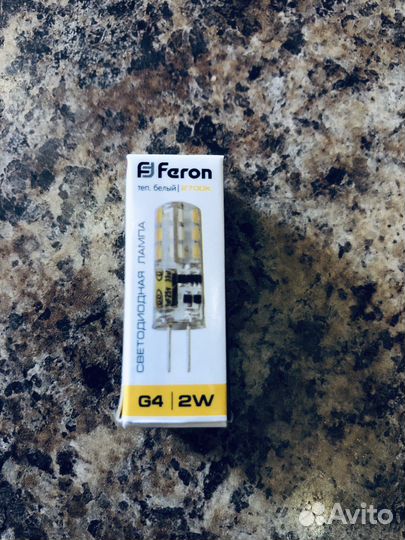 Feron
теп. белый | 2700K
СВЕТОДИОДНАЯ ЛАМПА
G4 | 2W
Avito